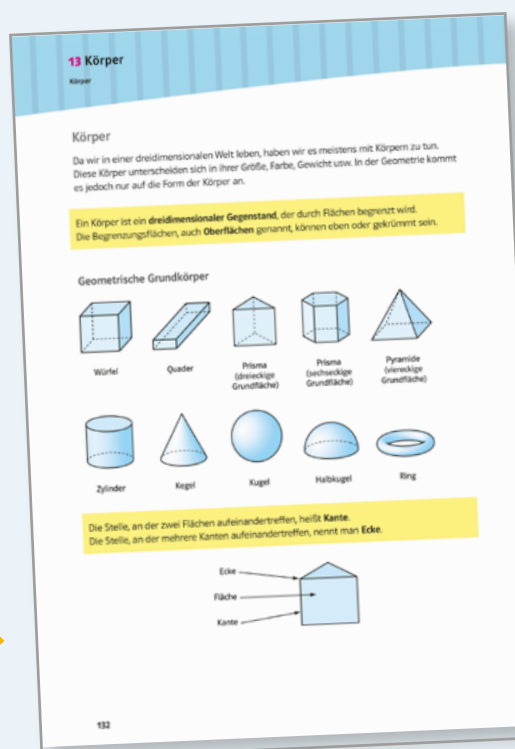 13 Körper
Körper
Körper
Da wir in einer dreidimensionalen Welt leben, haben wir es meistens mit Körpern zu tun.
Diese Körper unterscheiden sich in ihrer Größe, Farbe, Gewicht usw. In der Geometrie kommt
es jedoch nur auf die Form der Körper an.
Ein Körper ist ein dreidimensionaler Gegenstand, der durch Flächen begrenzt wird.
Die Begrenzungsflächen, auch Oberflächen genannt, können eben oder gekrümmt sein.
Geometrische Grundkörper
Würfel
Quader
Prisma
(dreieckige
Grundfläche)
Prisma
(sechseckige
Grundfläche)
Pyramide
(viereckige
Grundfläche)
Zylinder
Kegel
Kugel
Halbkugel
Ring
Die Stelle, an der zwei Flächen aufeinandertreffen, heißt Kante.
Die Stelle, an der mehrere Kanten aufeinandertreffen, nennt man Ecke.
Ecke
Fläche
Kante
132